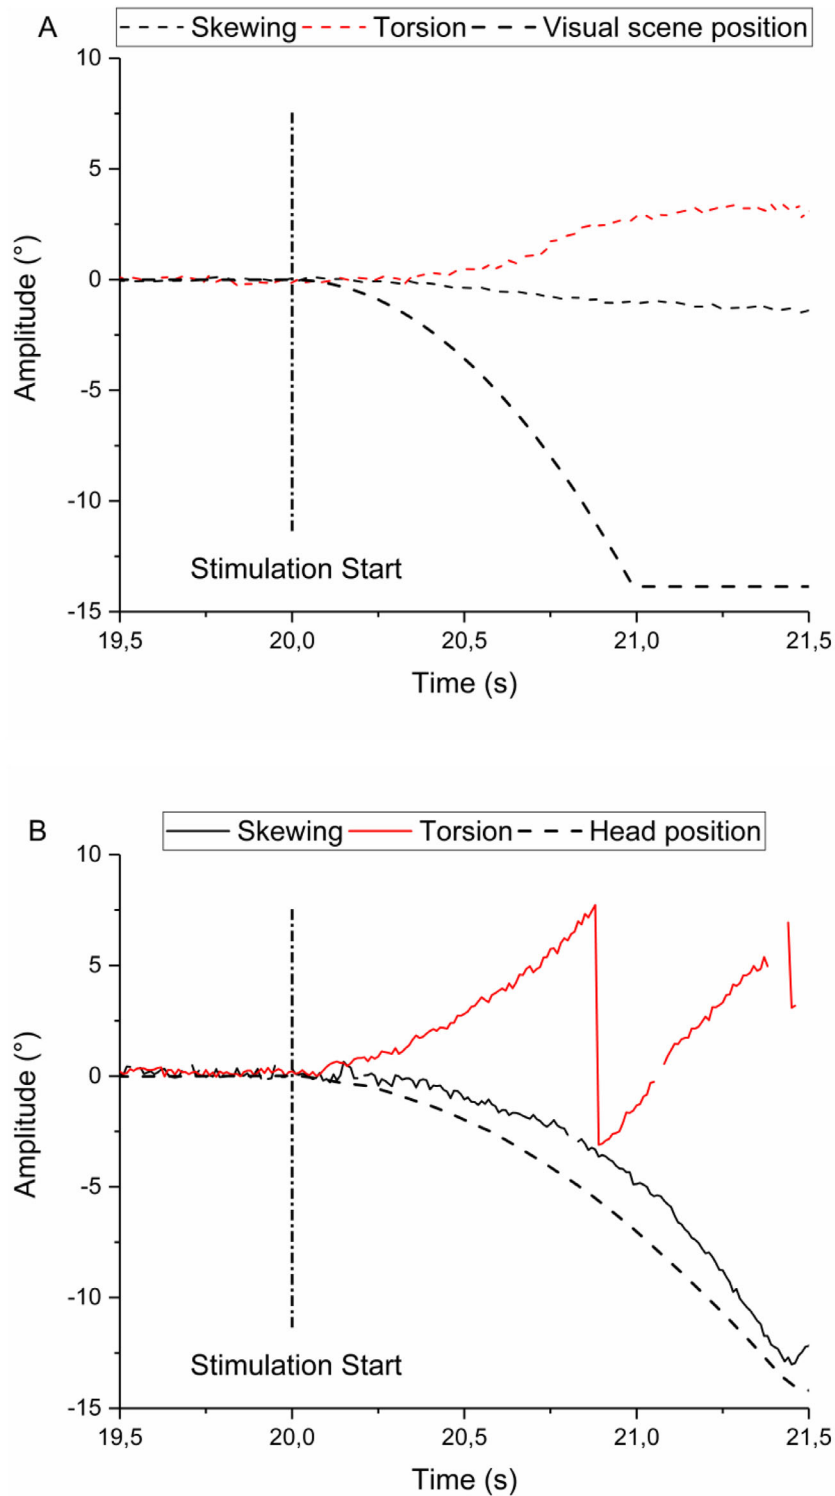 A
Skewing Torsion Visual scene position
10
5
0
-5
-10
-15
Amplitude (°)
Stimulation Start
19,5 20,0 20,5 21,0 21,5
Time (s)
B
Skewing Torsion Head position
10
5
0
-5
-10
-15
Amplitude (°)
Stimulation Start
19,5 20,0 20,5 21,0 21,5
Time (s)